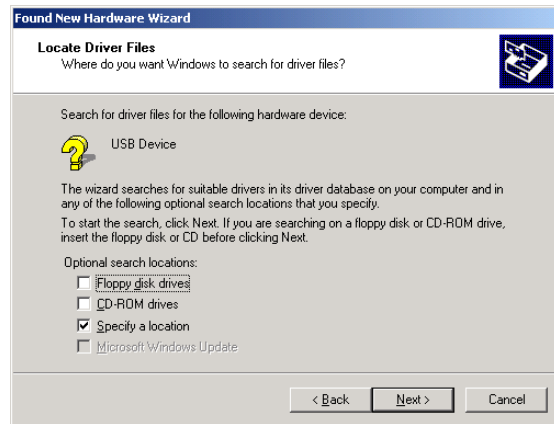 Found New Hardware Wizard
Locate Driver Files
Where do you want Windows to search for driver files?
Search for driver files for the following hardware device:
USB Device
The wizard searches for suitable drivers in its driver database on your computer and in
any of the following optional search locations that you specify.
To start the search, click Next. If you are searching on a floppy disk or CD-ROM drive,
insert the floppy disk or CD before clicking Next.
Optional search locations:
Floppy disk drives
CD-ROM drives
Specify a location
Microsoft Windows Update
< Back Next > Cancel